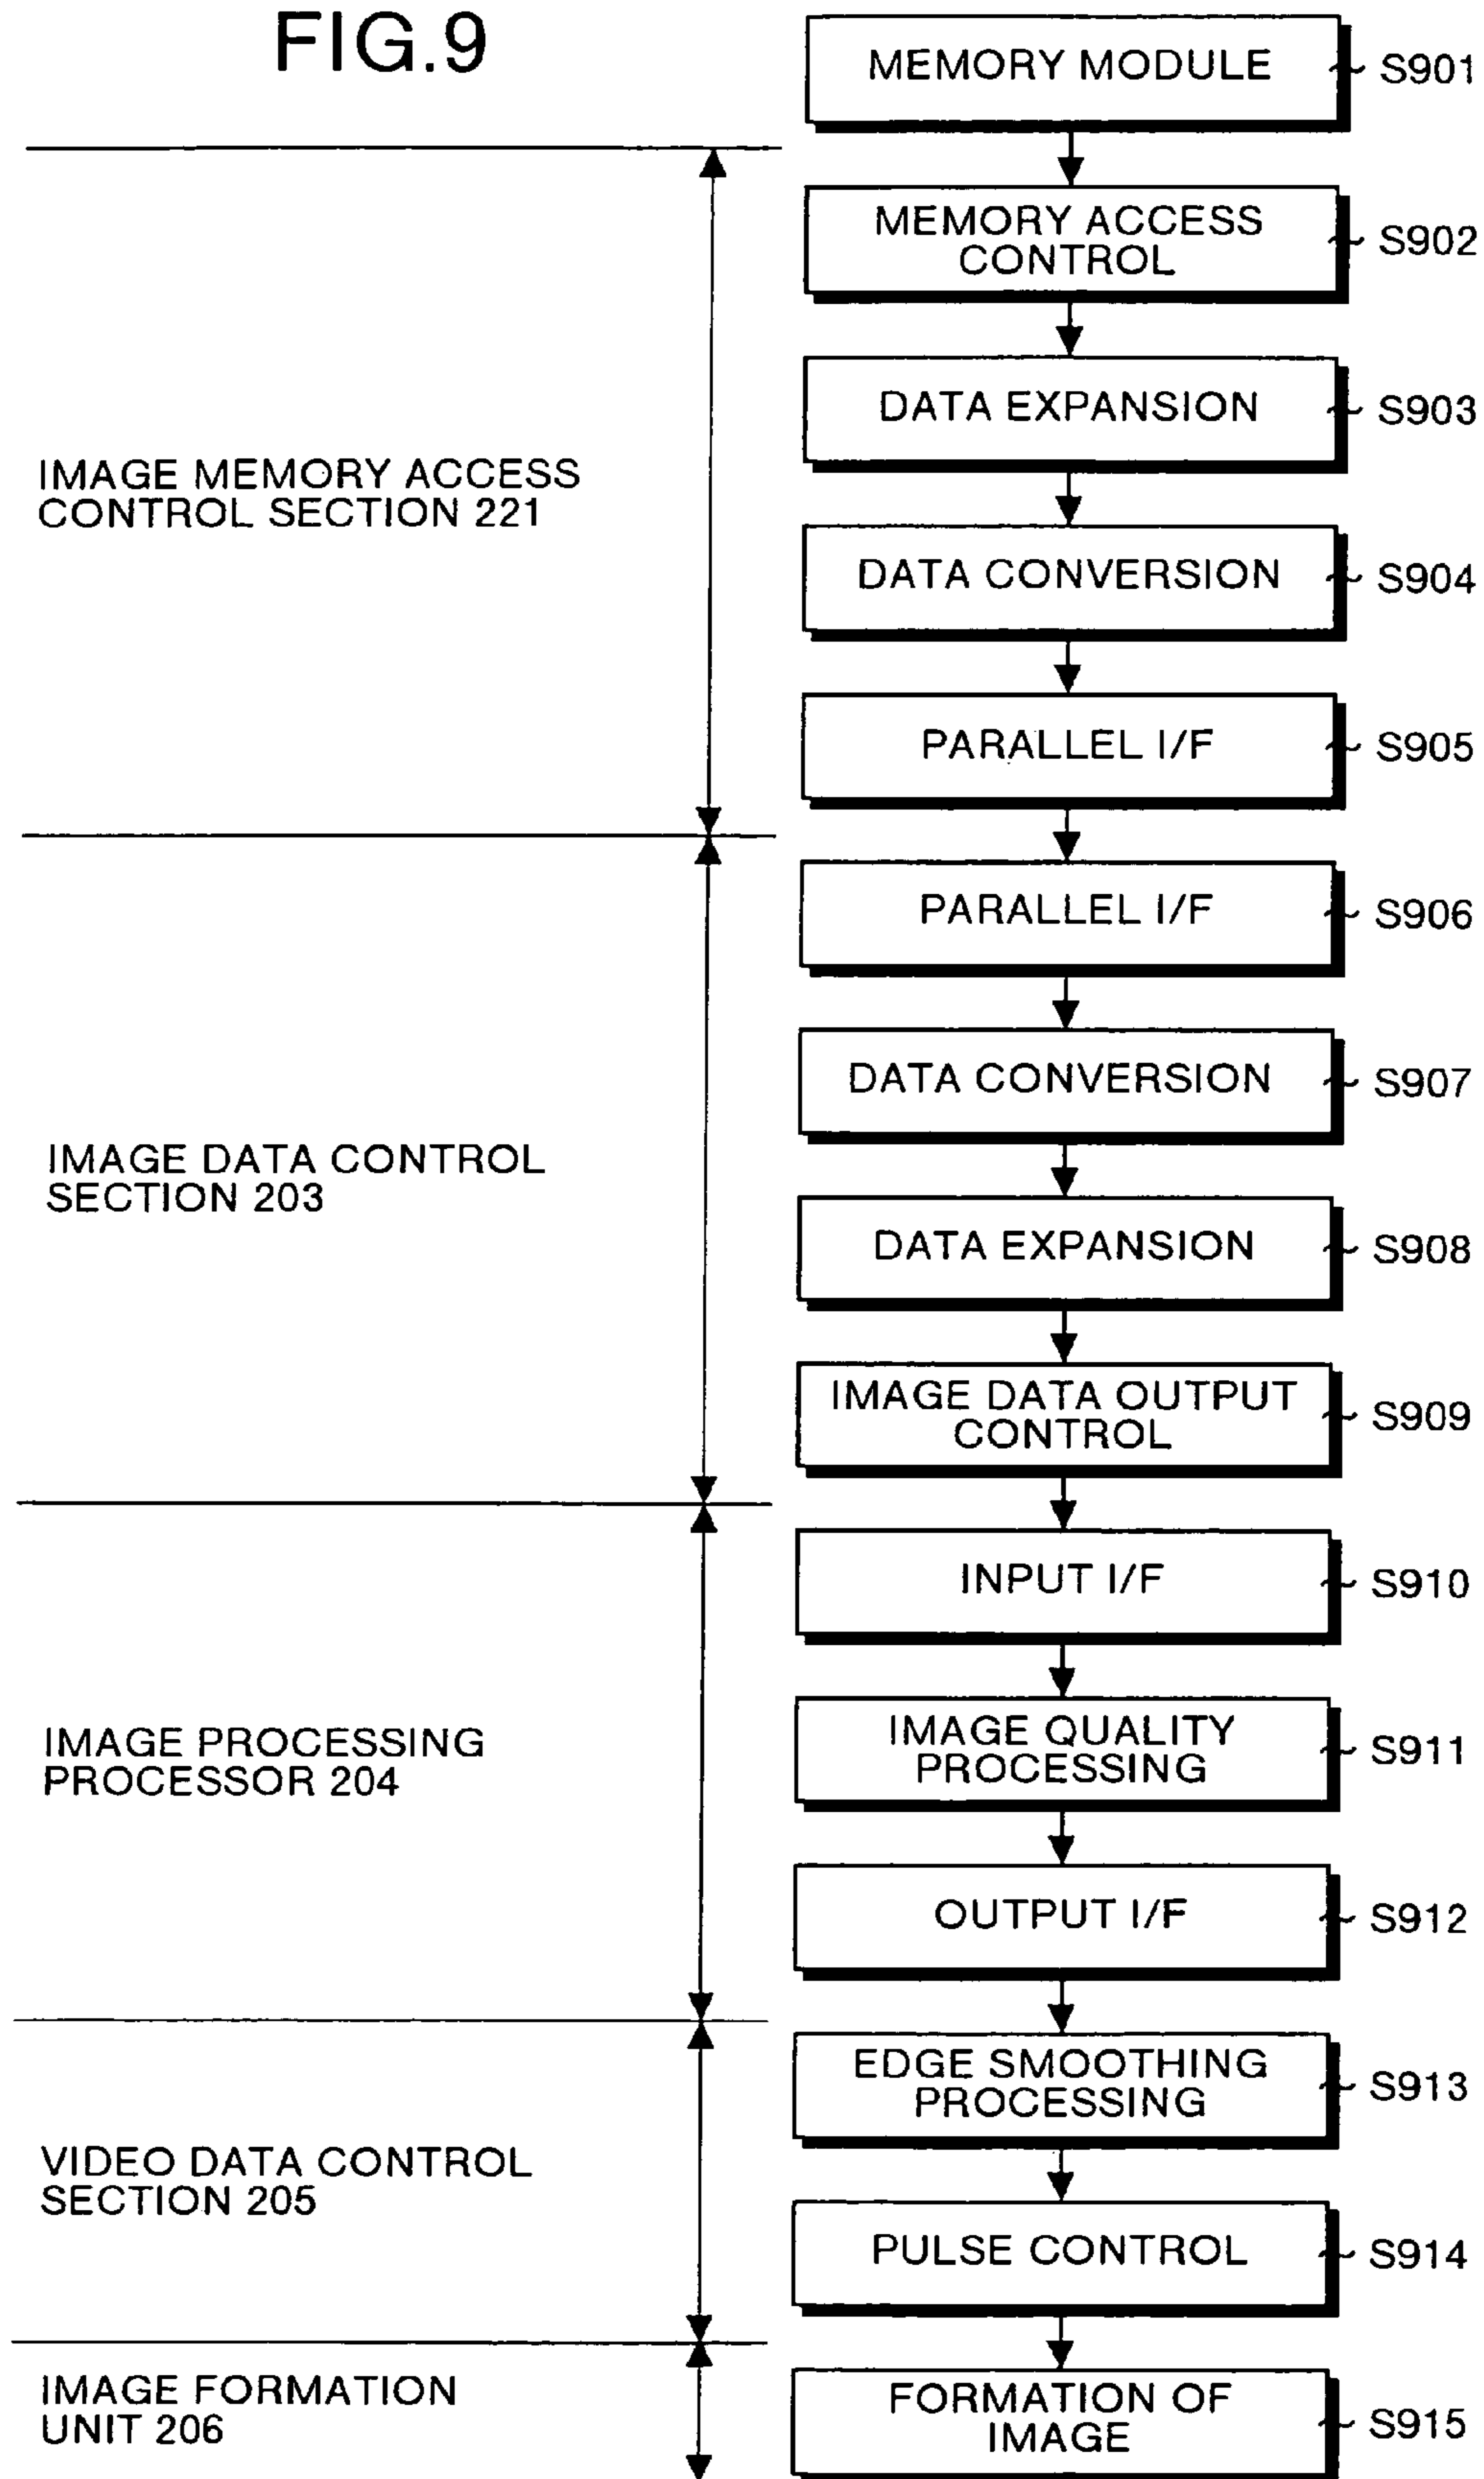 FIG.9
MEMORY MODULE
S901
MEMORY ACCESS
CONTROL
S902
DATA EXPANSION
S903
IMAGE MEMORY ACCESS
CONTROL SECTION 221
DATA CONVERSION
S904
PARALLEL I/F
S905
PARALLEL I/F
S906
DATA CONVERSION
S907
IMAGE DATA CONTROL
SECTION 203
DATA EXPANSION
S908
IMAGE DATA OUTPUT
CONTROL
S909
INPUT I/F
S910
IMAGE PROCESSING
PROCESSOR 204
IMAGE QUALITY
PROCESSING
S911
OUTPUT I/F
S912
EDGE SMOOTHING
PROCESSING
S913
VIDEO DATA CONTROL
SECTION 205
PULSE CONTROL
S914
IMAGE FORMATION
UNIT 206
FORMATION OF
IMAGE
S915